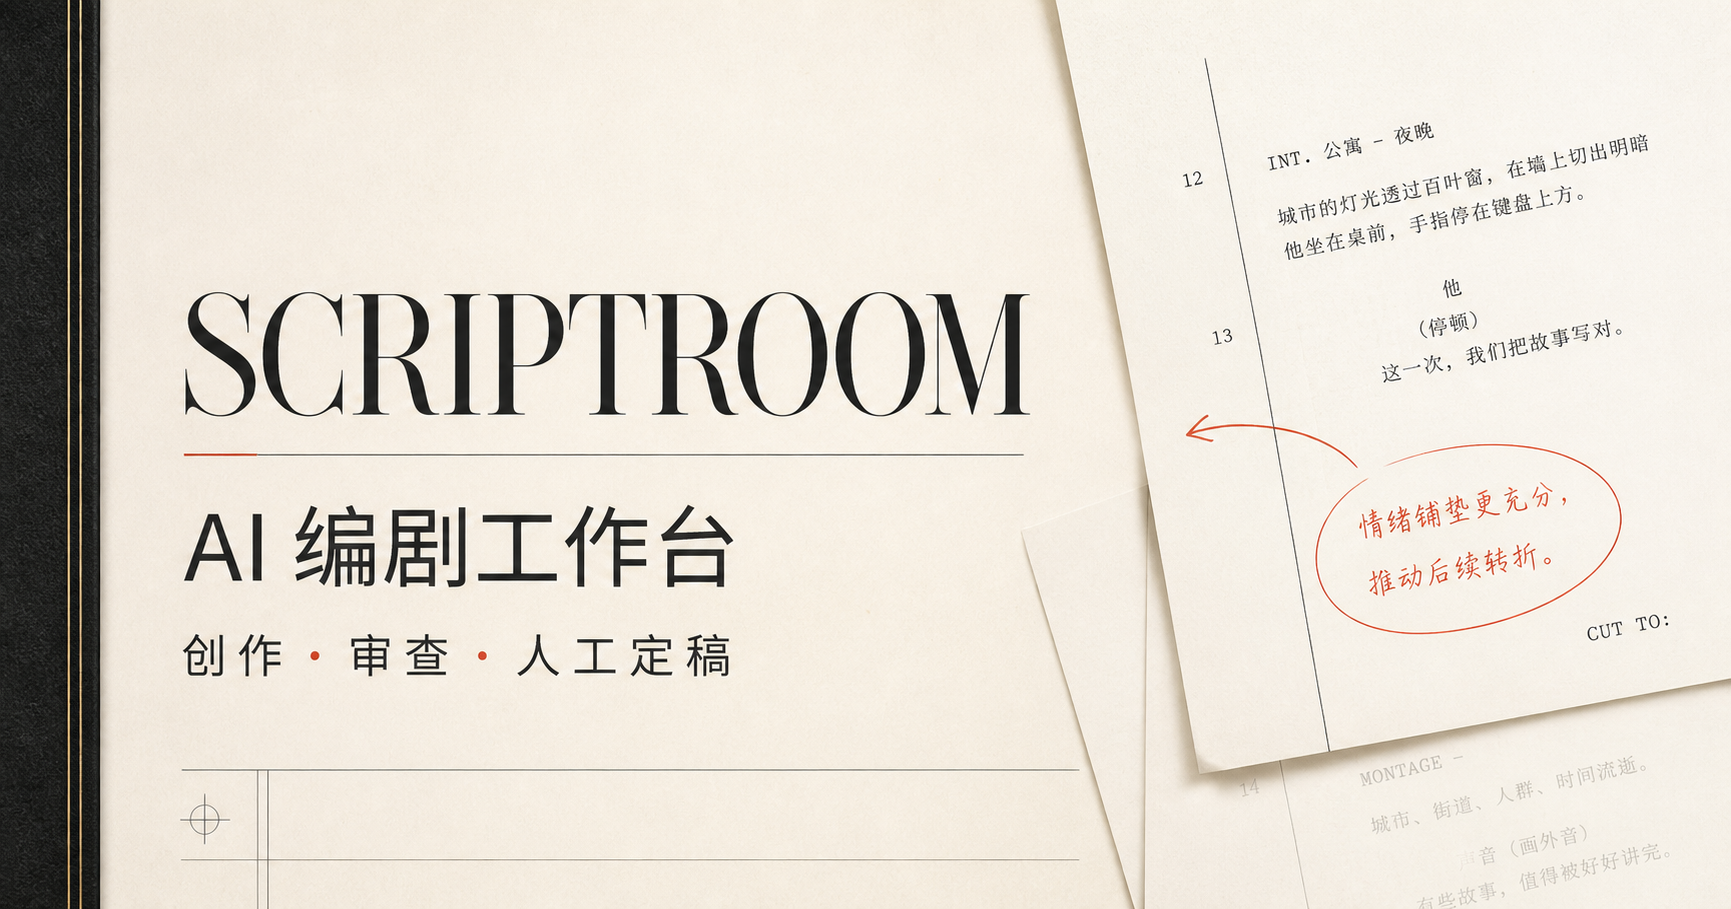 SCRIPTROOM
AI 编剧工作台
创作 · 审查 · 人工定稿
INT. 公寓 - 夜晚
12
城市的灯光透过百叶窗，在墙上切出明暗
他坐在桌前，手指停在键盘上方。
他
13
（停顿）
这一次，我们把故事写对。
情绪铺垫更充分，
推动后续转折。
CUT TO:
MONTAGE -
14
城市、街道、人群、时间流逝。
声音（画外音）
有些故事，值得被好好讲完。